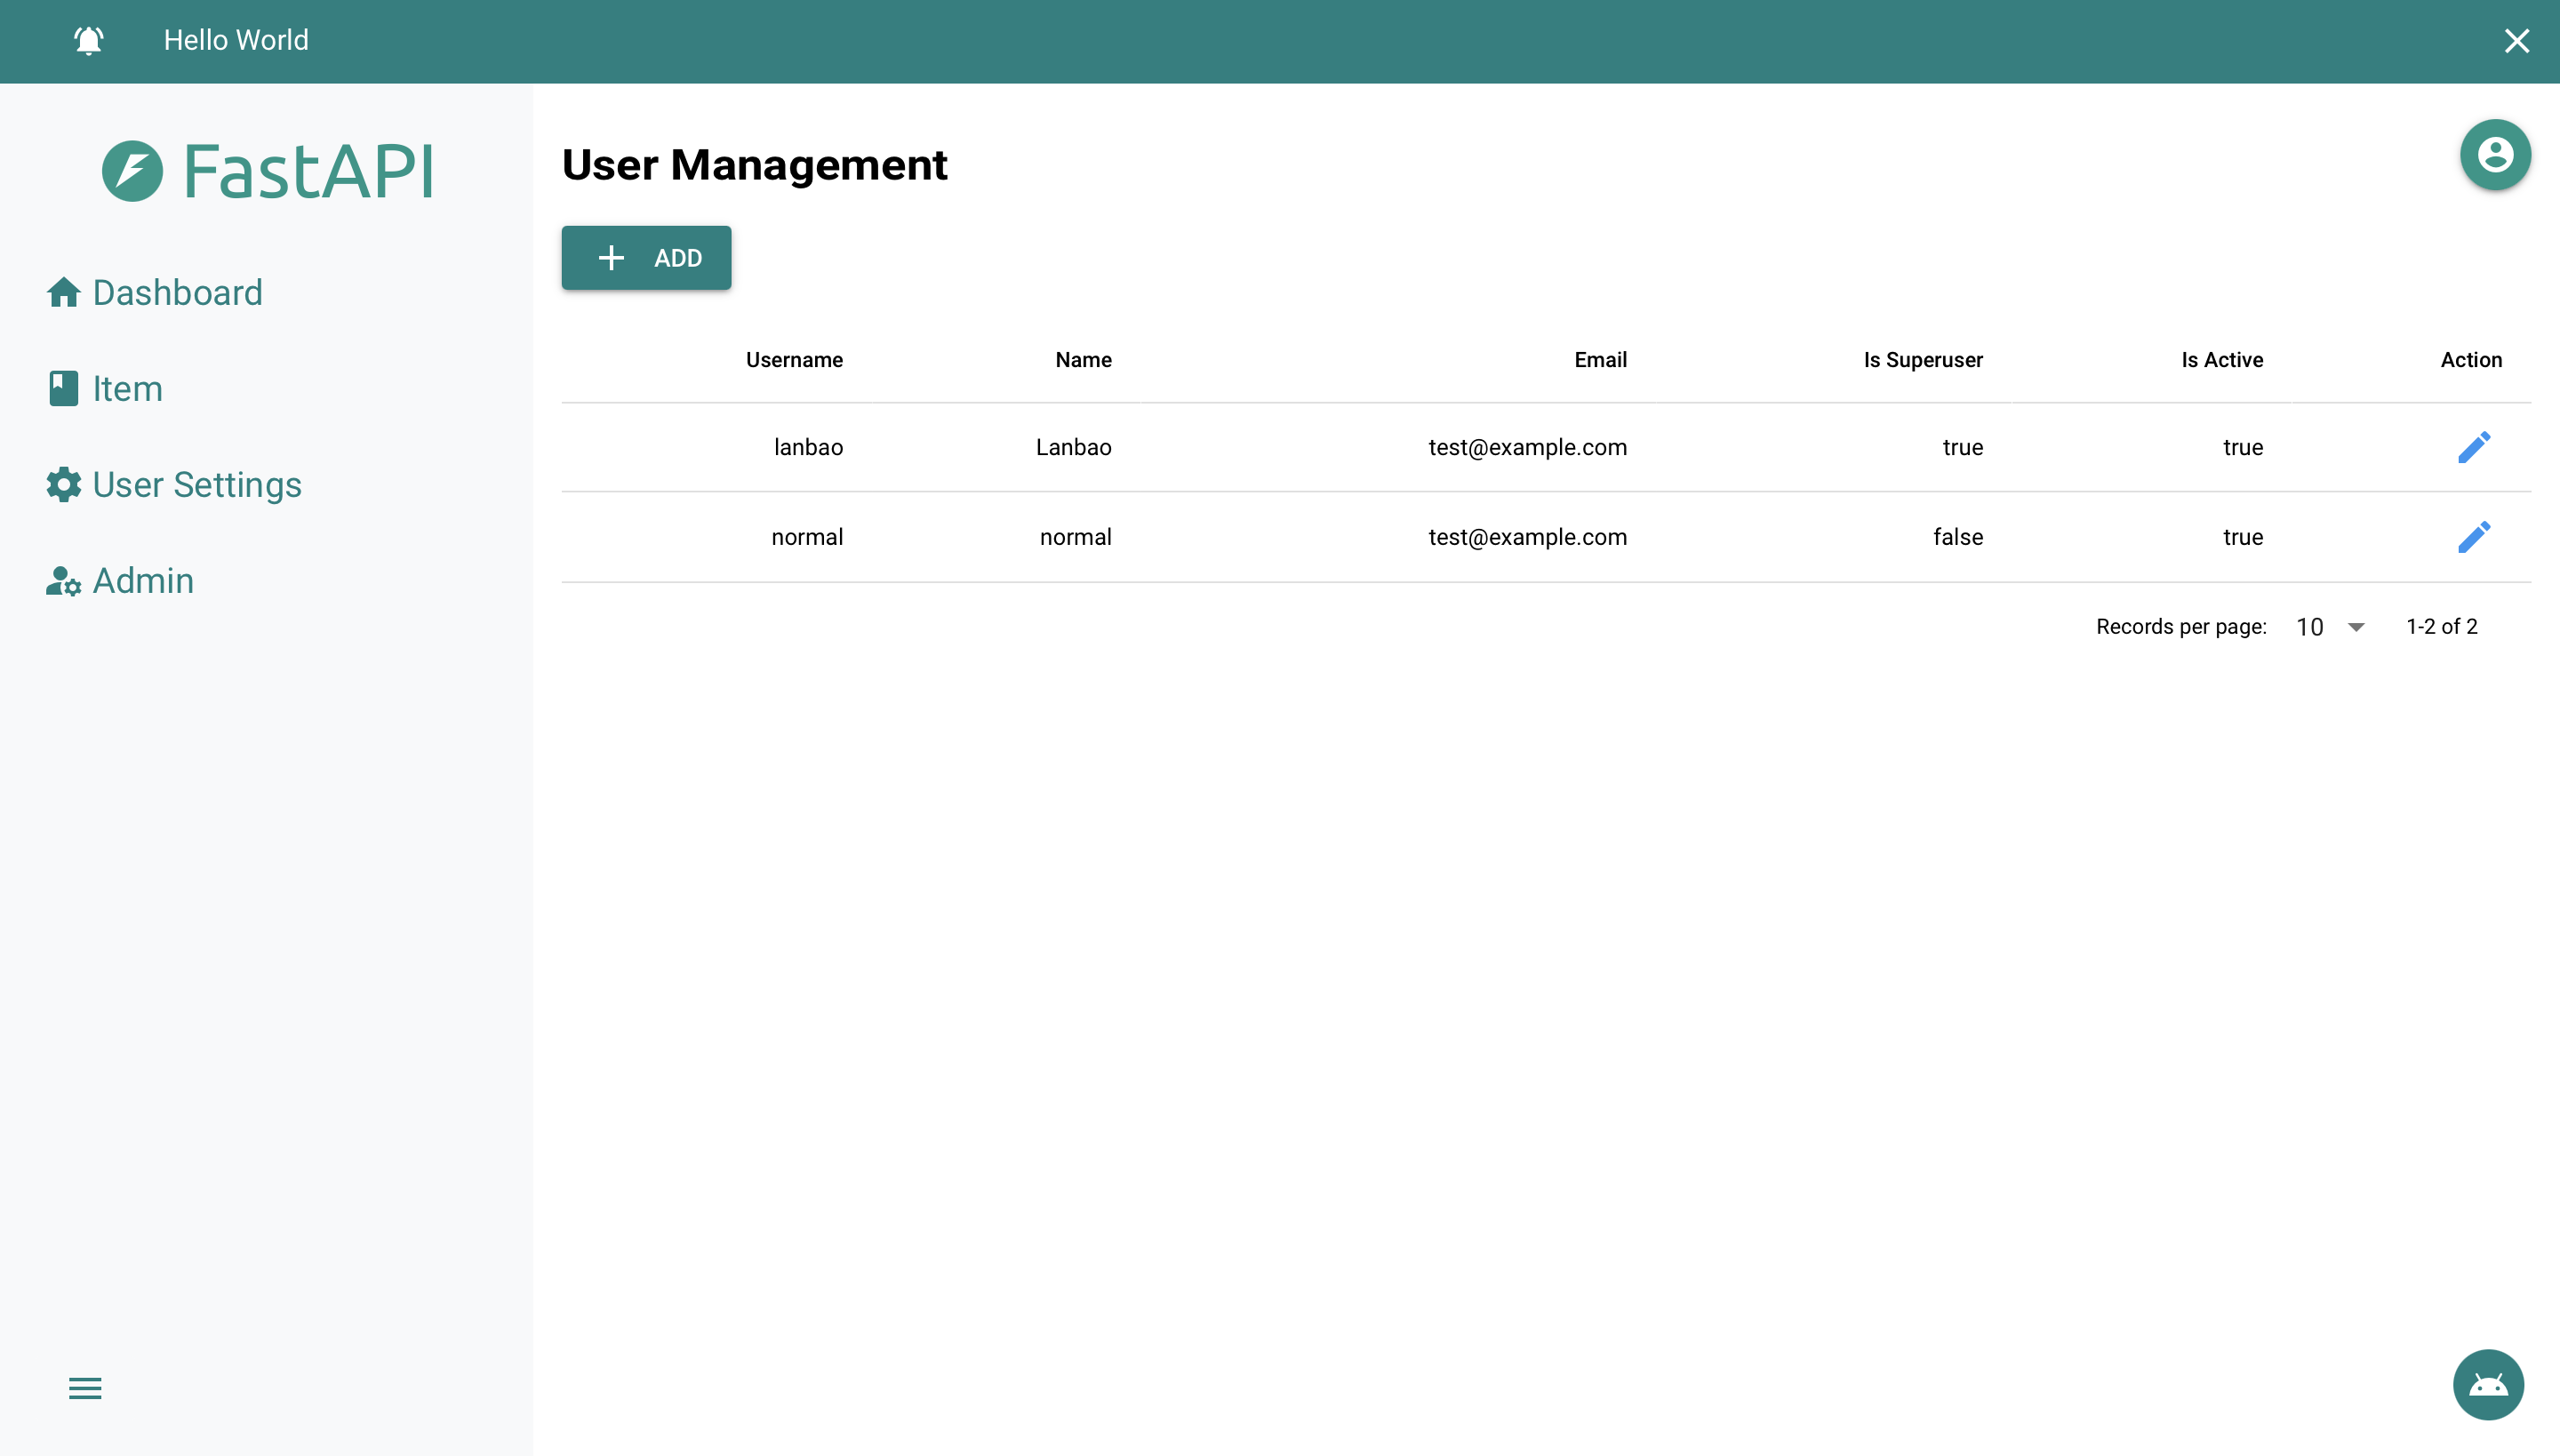 Hello World
FastAPI
Dashboard
Item
User Settings
Admin
User Management
ADD
Username Name Email Is Superuser Is Active Action
lanbao Lanbao test@example.com true true
normal normal test@example.com false true
Records per page: 10 1-2 of 2